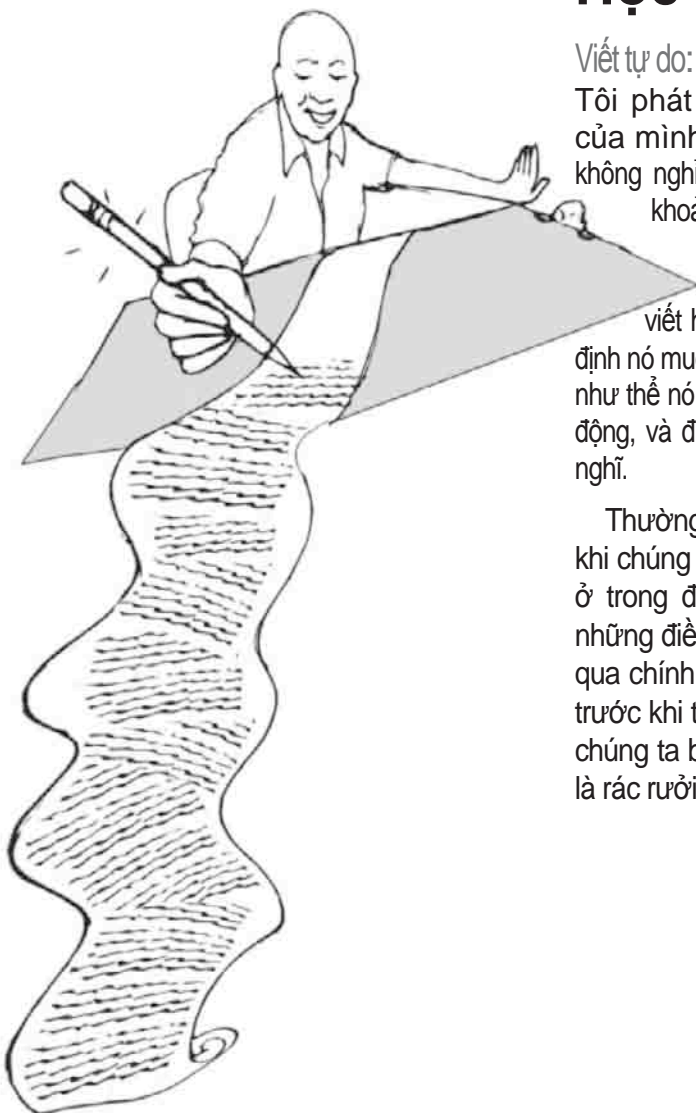 Viết tự do:
Tôi phát
của mình
không nghĩ
khoả
viết h
định nó mu
như thể nó
động, và đ
nghĩ.
Thường
khi chúng
ở trong đ
những điề
qua chính
trước khi t
chúng ta b
là rác rưởi